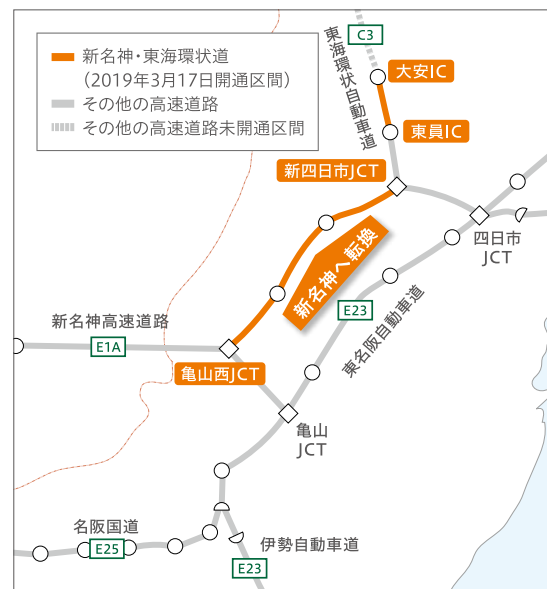 新名神・東海環状道
（2019年3月17日開通区間）
その他の高速道路
その他の高速道路未開通区間
C3
東海環状自動車道
大安IC
東員IC
新四日市JCT
四日市
JCT
新名神へ転換
E23
東名阪自動車道
新名神高速道路
E1A
亀山西JCT
亀山
JCT
名阪国道
E25
伊勢自動車道
E23